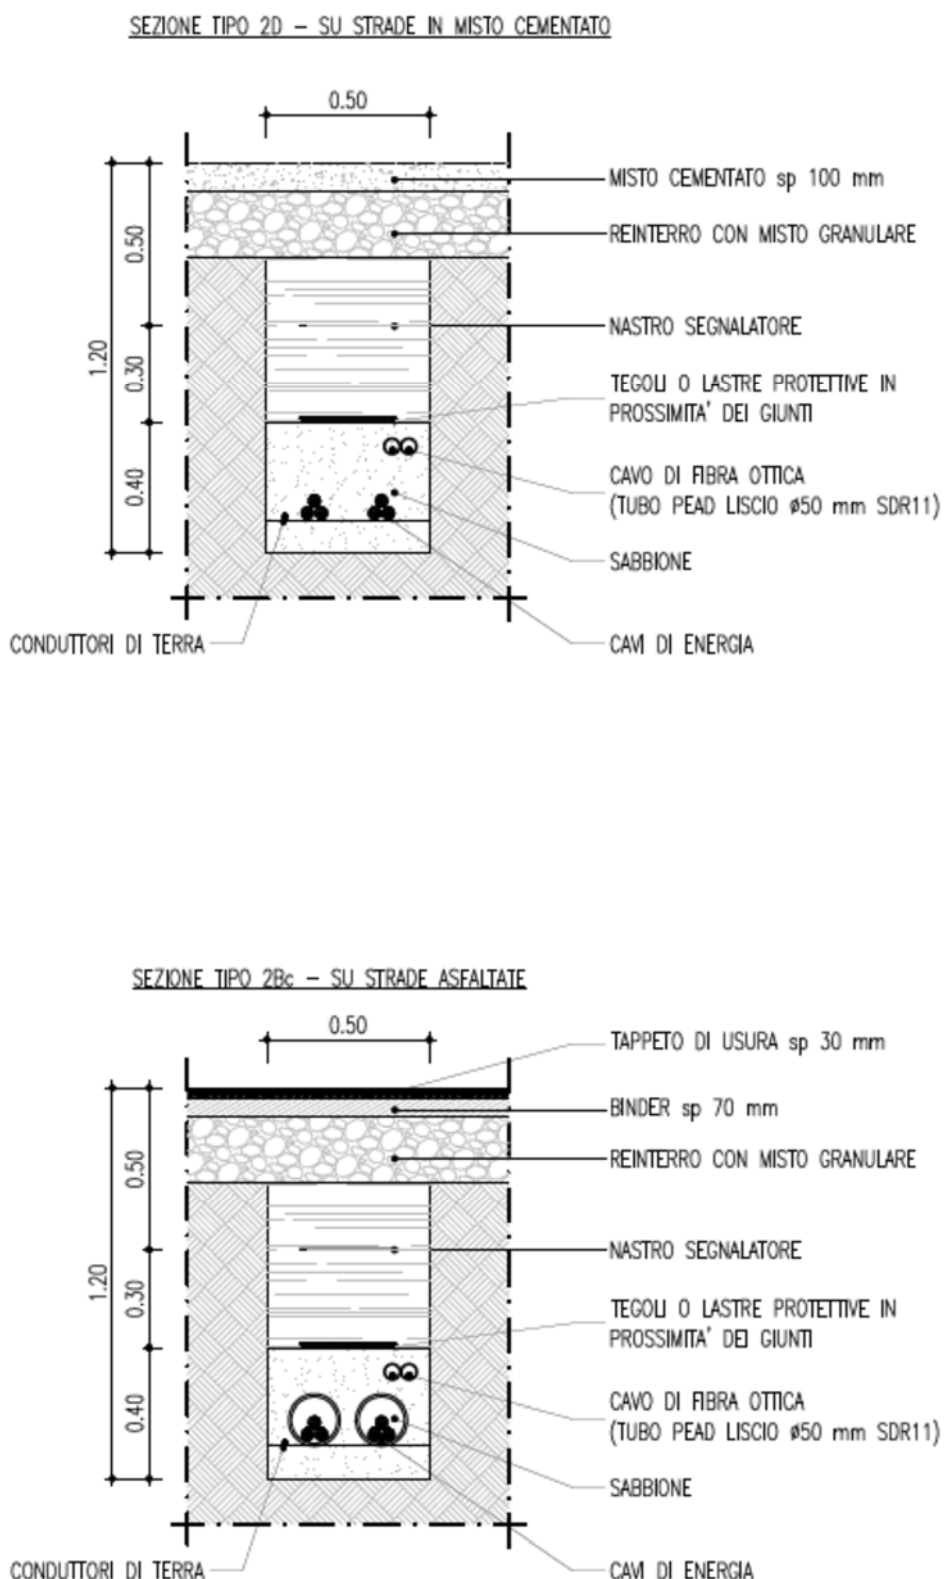 SEZIONE TIPO 2D – SU STRADE IN MISTO CEMENTATO
0.50
MISTO CEMENTATO sp 100 mm
REINTERRO CON MISTO GRANULARE
0.50
NASTRO SEGNALATORE
1.20
0.30
TEGOLI O LASTRE PROTETTIVE IN
PROSSIMITA' DEI GIUNTI
0.40
CAVO DI FIBRA OTTICA
(TUBO PEAD LISCIO ø50 mm SDR11)
SABBIONE
CONDUTTORI DI TERRA
CAVI DI ENERGIA
SEZIONE TIPO 2Bc – SU STRADE ASFALTATE
0.50
TAPPETO DI USURA sp 30 mm
BINDER sp 70 mm
REINTERRO CON MISTO GRANULARE
0.50
NASTRO SEGNALATORE
1.20
0.30
TEGOLI O LASTRE PROTETTIVE IN
PROSSIMITA' DEI GIUNTI
0.40
CAVO DI FIBRA OTTICA
(TUBO PEAD LISCIO ø50 mm SDR11)
SABBIONE
CONDUTTORI DI TERRA
CAVI DI ENERGIA